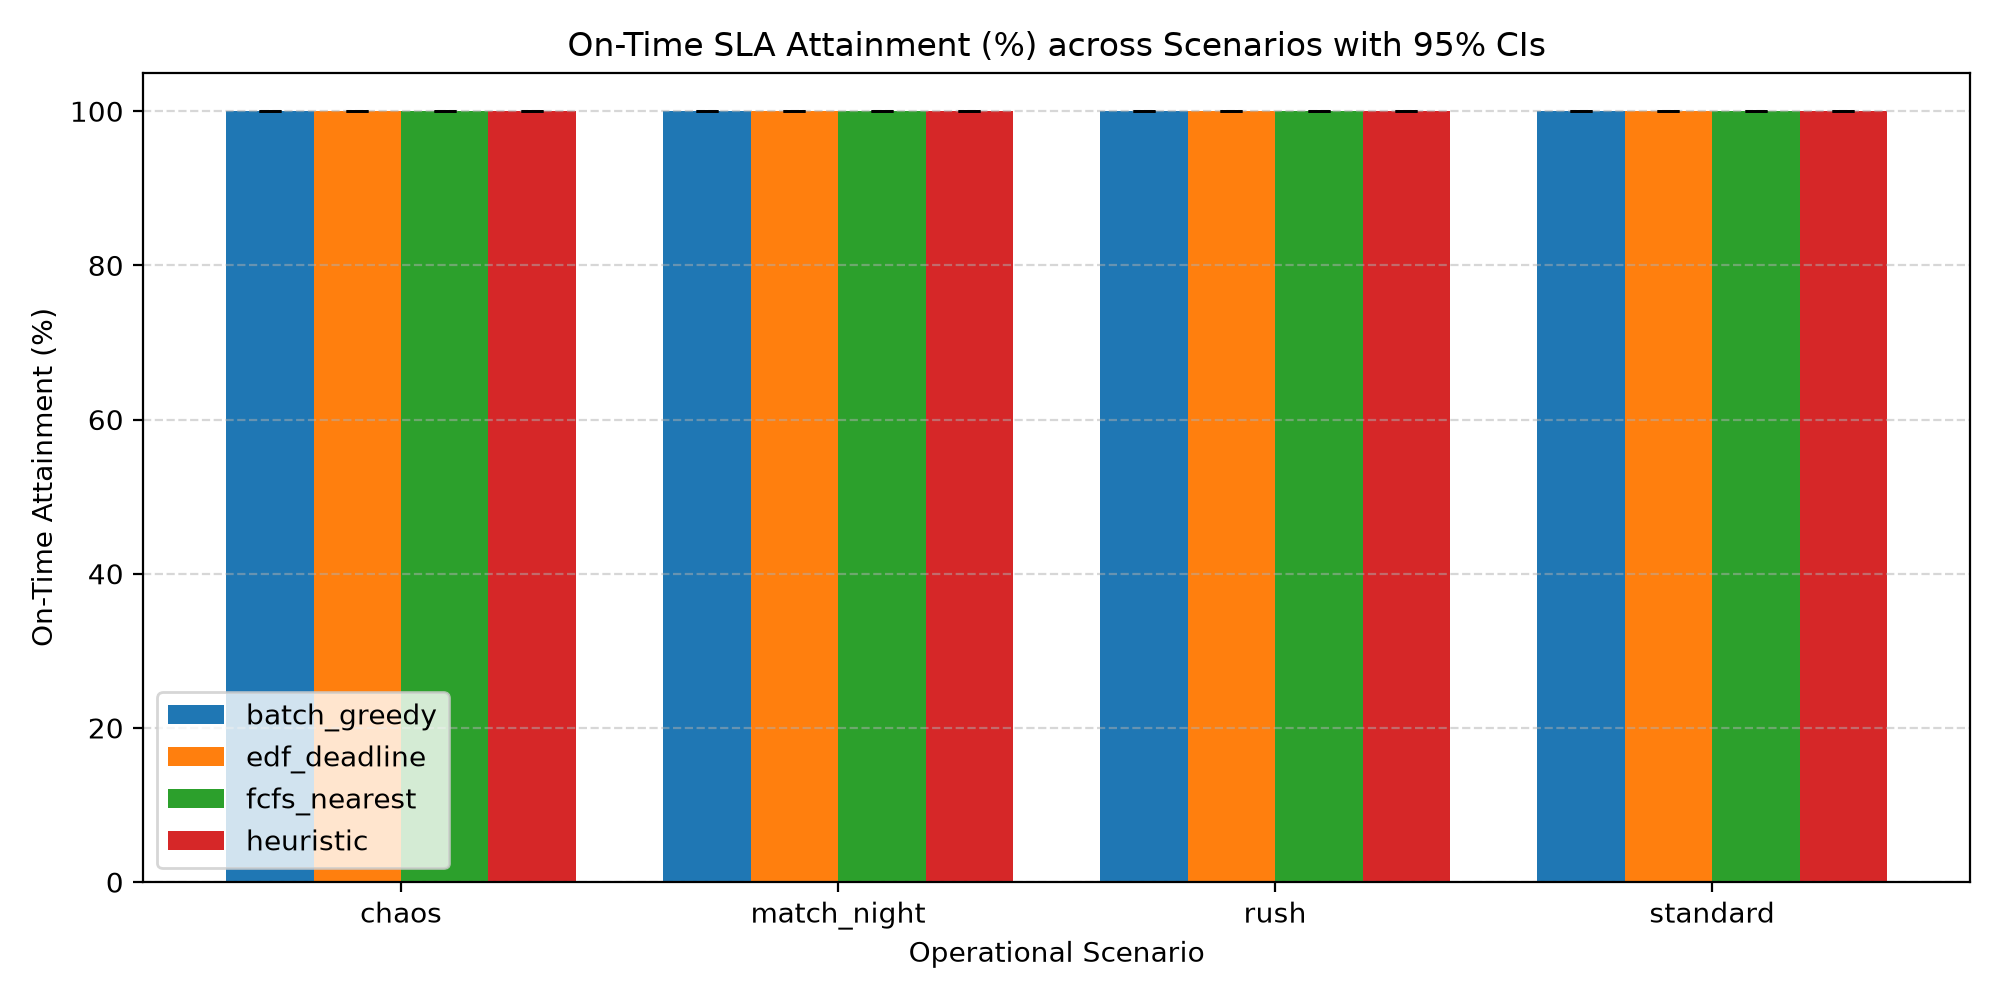 On-Time SLA Attainment (%) across Scenarios with 95% CIs
On-Time Attainment (%)
100
80
60
40
20
0
batch_greedy
edf_deadline
fcfs_nearest
heuristic
chaos
match_night
rush
standard
Operational Scenario